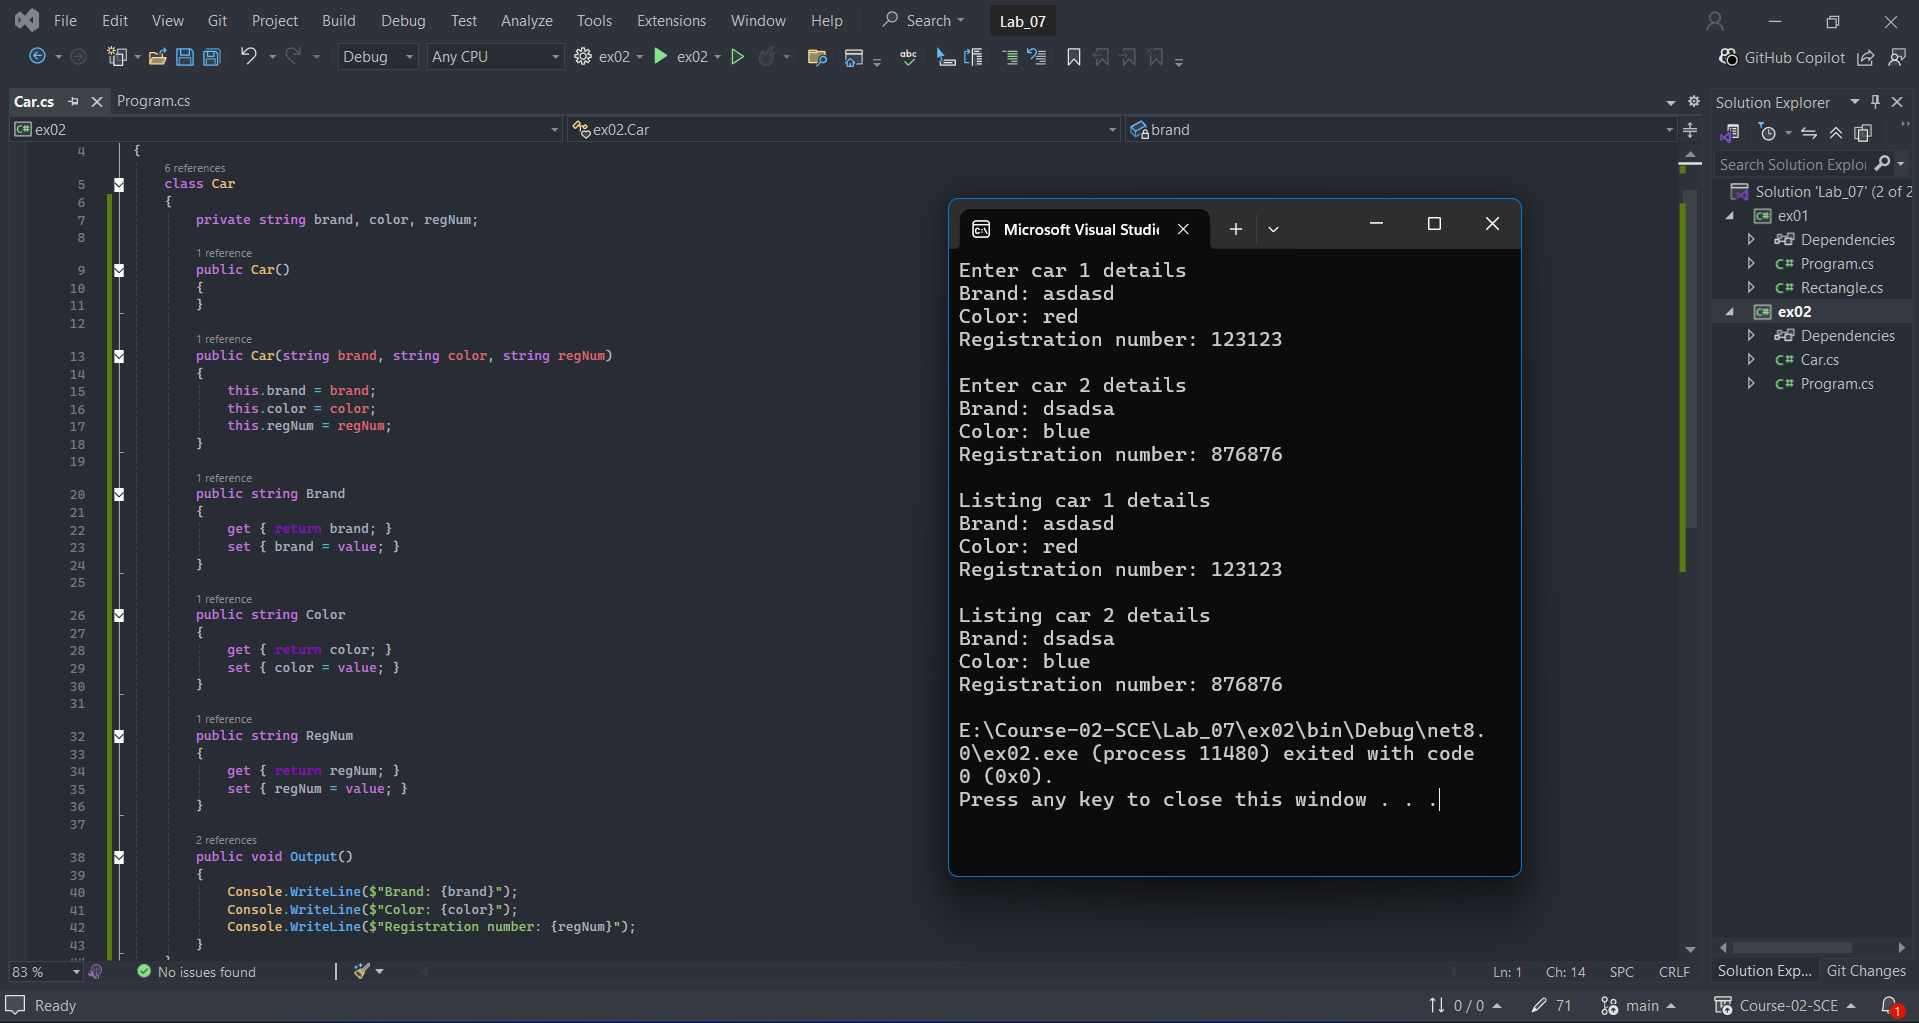 File Edit View Git Project Build Debug Test Analyze Tools Extensions Window Help Search Lab_07
Debug Any CPU ex02 ex02 GitHub Copilot
Car.cs Program.cs
ex02 ex02.Car brand
4 {
6 references
5 class Car
6 {
7 private string brand, color, regNum;
8
1 reference
9 public Car()
10 {
11 }
12
1 reference
13 public Car(string brand, string color, string regNum)
14 {
15 this.brand = brand;
16 this.color = color;
17 this.regNum = regNum;
18 }
19
1 reference
20 public string Brand
21 {
22 get { return brand; }
23 set { brand = value; }
24 }
25
1 reference
26 public string Color
27 {
28 get { return color; }
29 set { color = value; }
30 }
31
1 reference
32 public string RegNum
33 {
34 get { return regNum; }
35 set { regNum = value; }
36 }
37
2 references
38 public void Output()
39 {
40 Console.WriteLine($"Brand: {brand}");
41 Console.WriteLine($"Color: {color}");
42 Console.WriteLine($"Registration number: {regNum}");
43 }
Microsoft Visual Studi
Enter car 1 details
Brand: asdasd
Color: red
Registration number: 123123
Enter car 2 details
Brand: dsadsa
Color: blue
Registration number: 876876
Listing car 1 details
Brand: asdasd
Color: red
Registration number: 123123
Listing car 2 details
Brand: dsadsa
Color: blue
Registration number: 876876
E:\Course-02-SCE\Lab_07\ex02\bin\Debug\net8.
0\ex02.exe (process 11480) exited with code
0 (0x0).
Press any key to close this window . . .
Solution Explorer
Search Solution Explo
Solution 'Lab_07' (2 of 2
ex01
Dependencies
C# Program.cs
C# Rectangle.cs
ex02
Dependencies
C# Car.cs
C# Program.cs
83 % No issues found Ln: 1 Ch: 14 SPC CRLF
Solution Exp... Git Changes
Ready 0 / 0 71 main Course-02-SCE 1